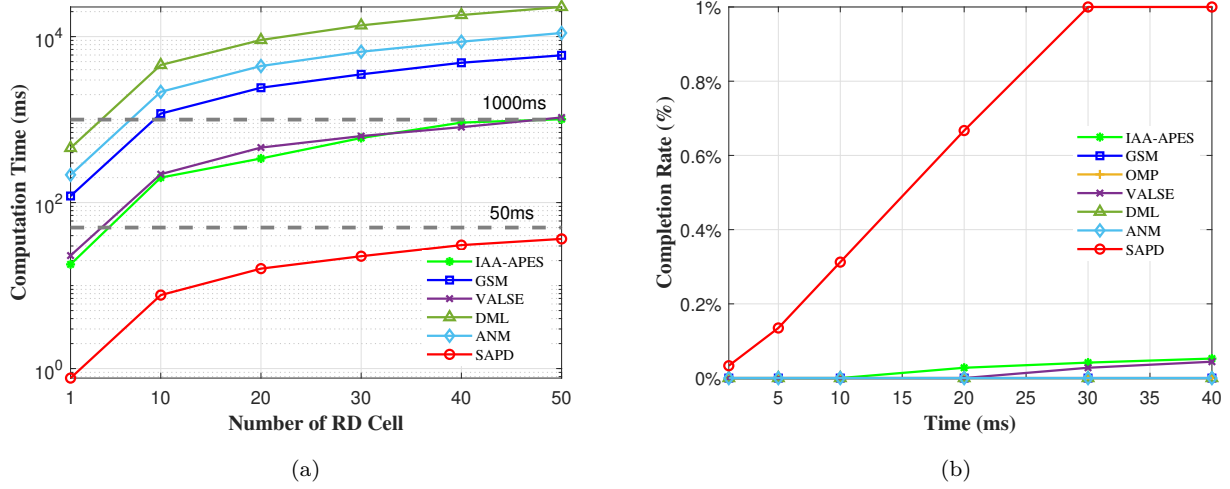 Computation Time (ms)
10^4
10^2
10^0
1000ms
50ms
IAA-APES
GSM
VALSE
DML
ANM
SAPD
1 10 20 30 40 50
Number of RD Cell
(a)
Completion Rate (%)
1%
0.8%
0.6%
0.4%
0.2%
0%
IAA-APES
GSM
OMP
VALSE
DML
ANM
SAPD
5 10 15 20 25 30 35 40
Time (ms)
(b)